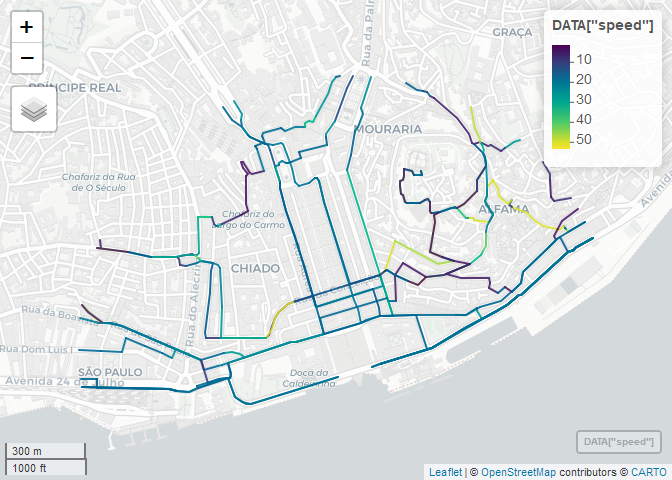 +
−
DATA["speed"]
10
20
30
40
50
GRAÇA
Rua da Palm
PRÍNCIPE REAL
MOURARIA
Chafariz da Rua
de O Século
ALFAMA
Avenida
Chafariz do
Largo do Carmo
CHIADO
Rua do Alecrim
Rua da Boavista
Rua Dom Luís I
SÃO PAULO
Avenida 24 de Julho
Doca da
Caldeirinha
300 m
1000 ft
DATA["speed"]
Leaflet | © OpenStreetMap contributors © CARTO